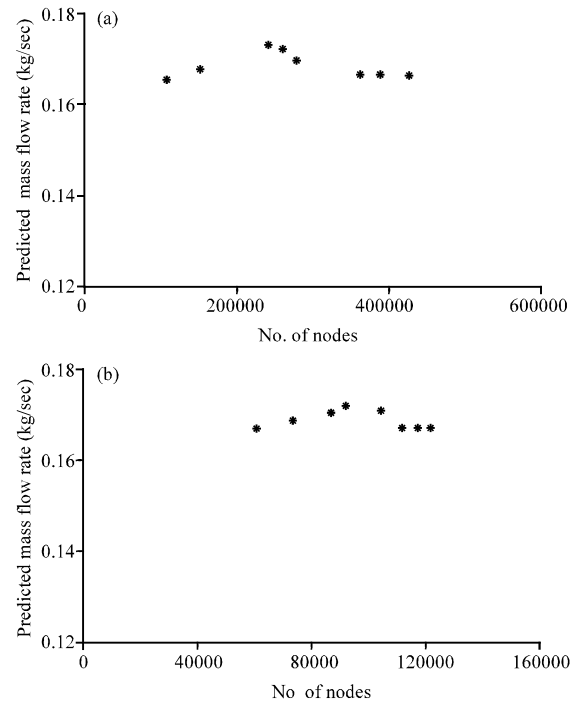 (a)
Predicted mass flow rate (kg/sec)
0.18
0.16
0.14
0.12
0
200000
400000
600000
No. of nodes
(b)
Predicted mass flow rate (kg/sec)
0.18
0.16
0.14
0.12
0
40000
80000
120000
160000
No of nodes